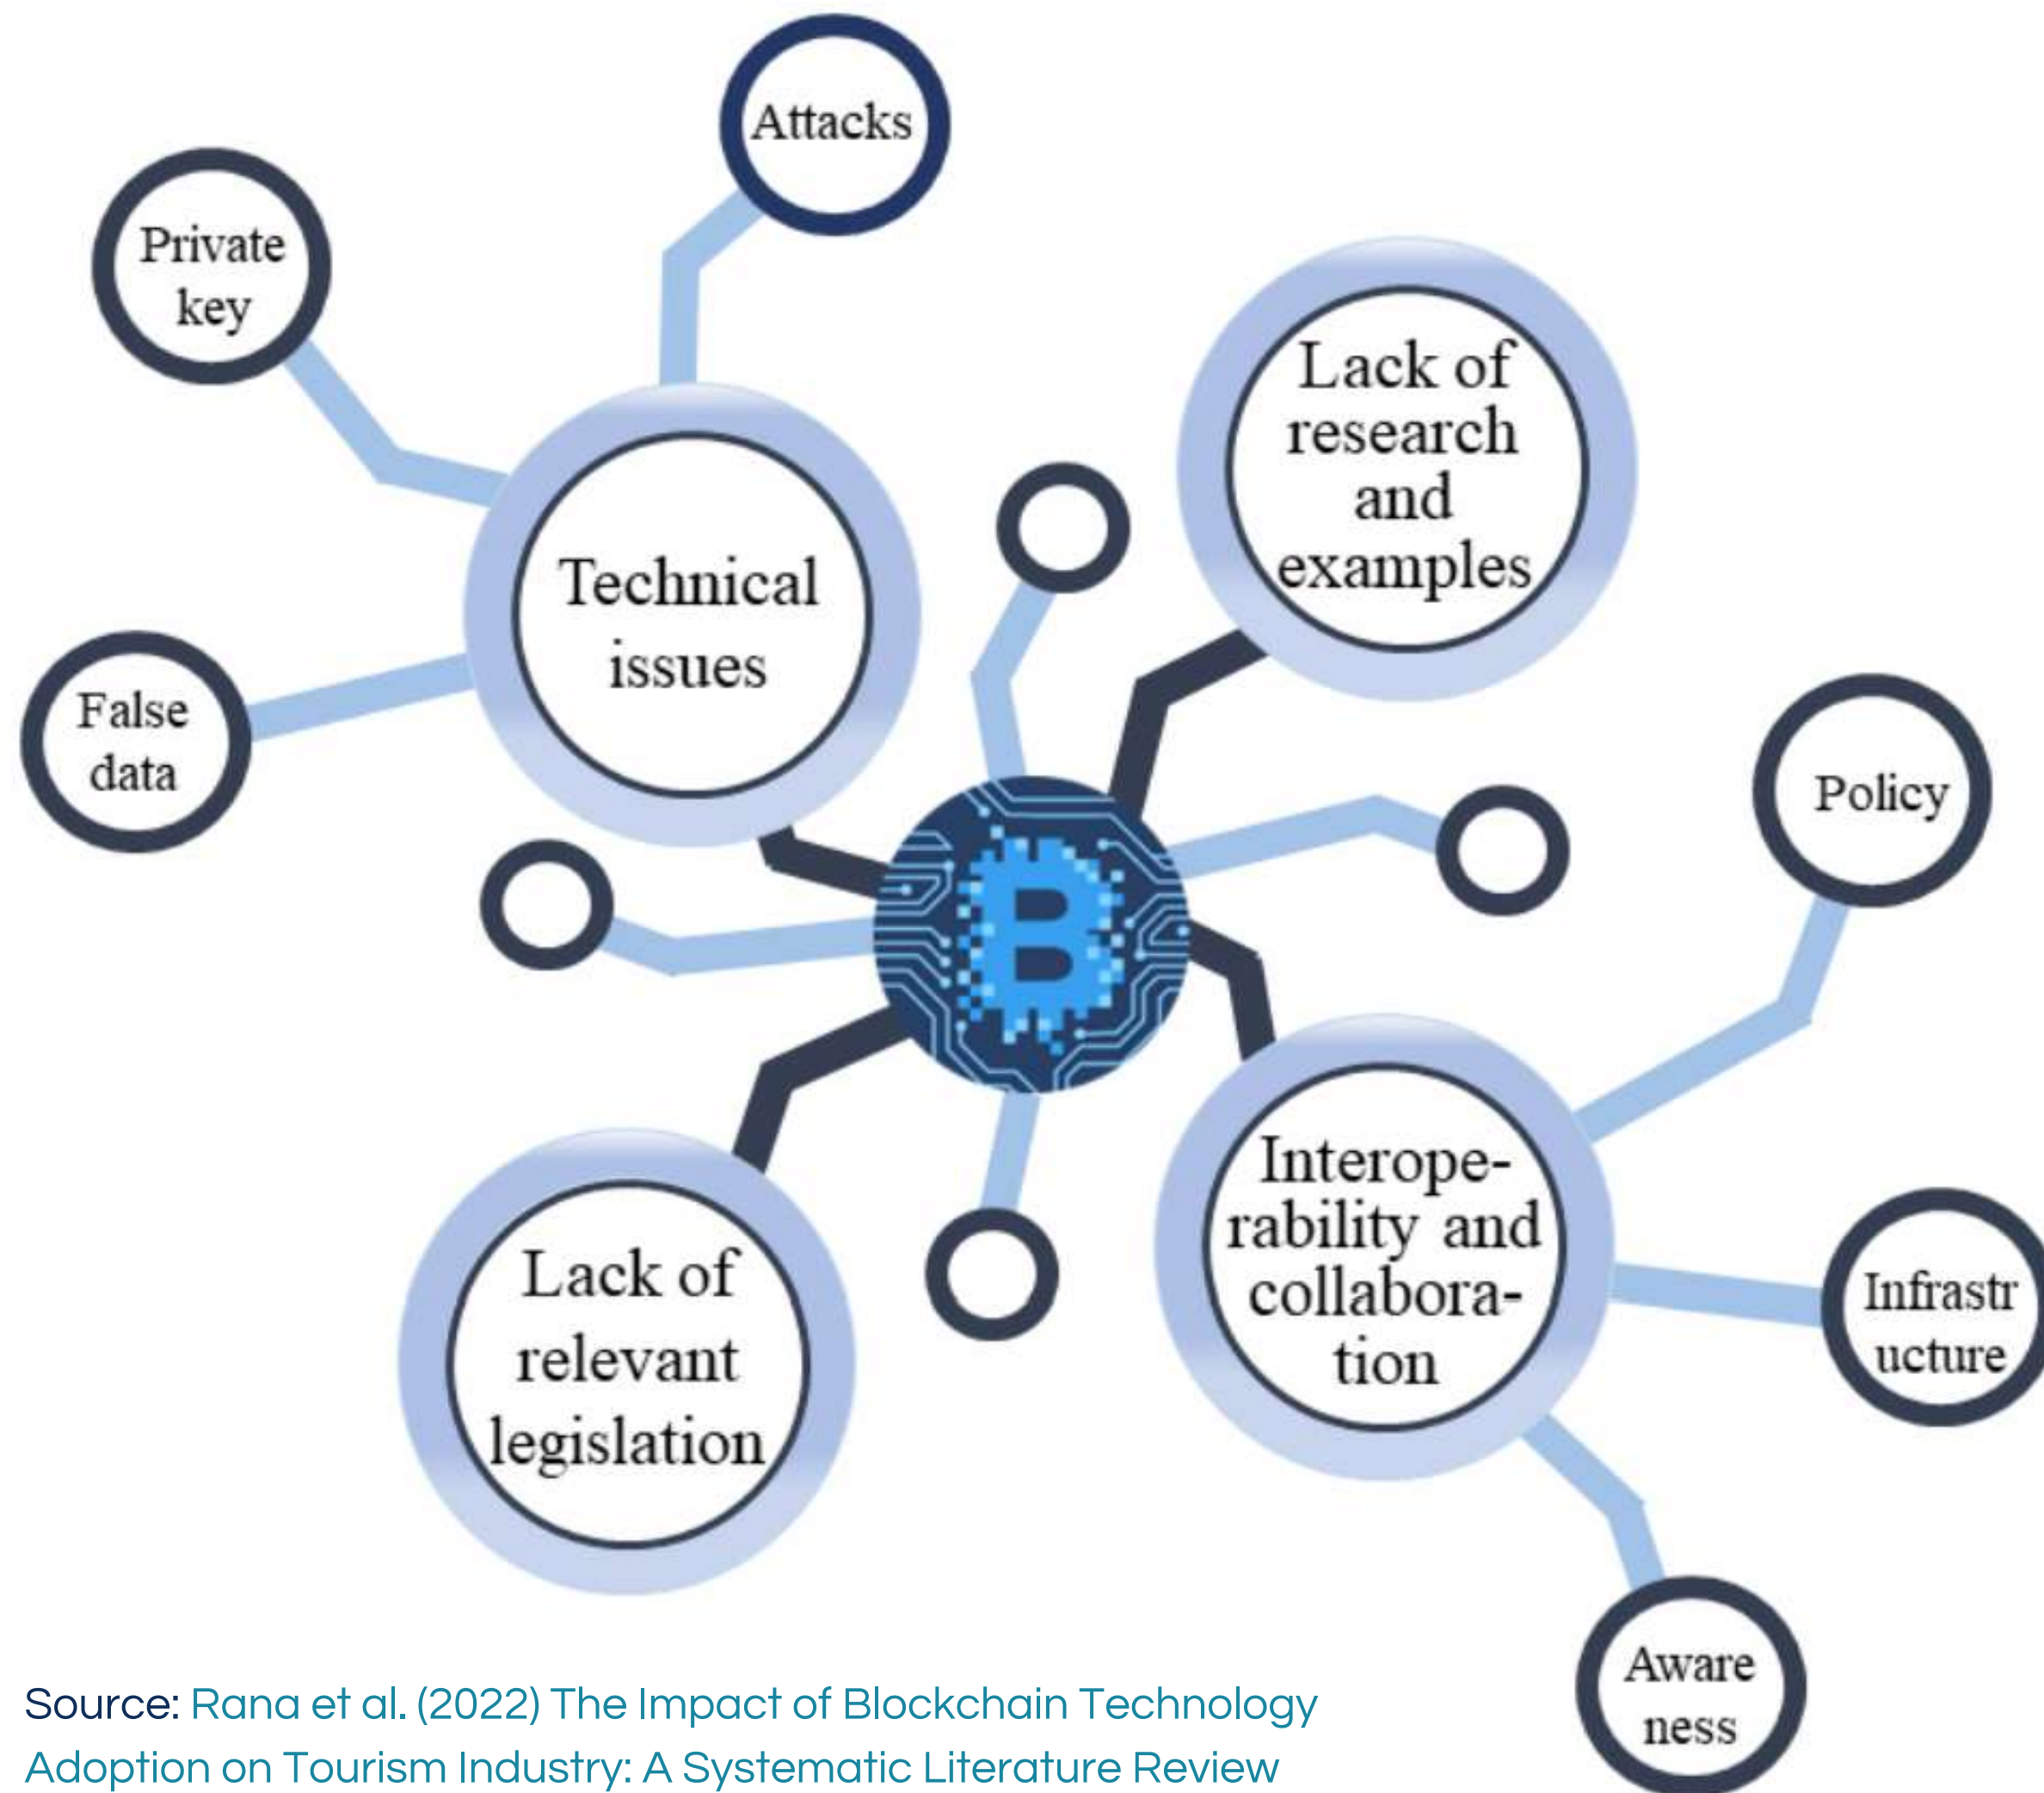 Attacks
Private
key
Lack of
research
and
examples
Technical
issues
False
data
Policy
B
Interope-
rability and
collabora-
tion
Lack of
relevant
legislation
Infrastr
ucture
Aware
ness
Source: Rana et al. (2022) The Impact of Blockchain Technology
Adoption on Tourism Industry: A Systematic Literature Review